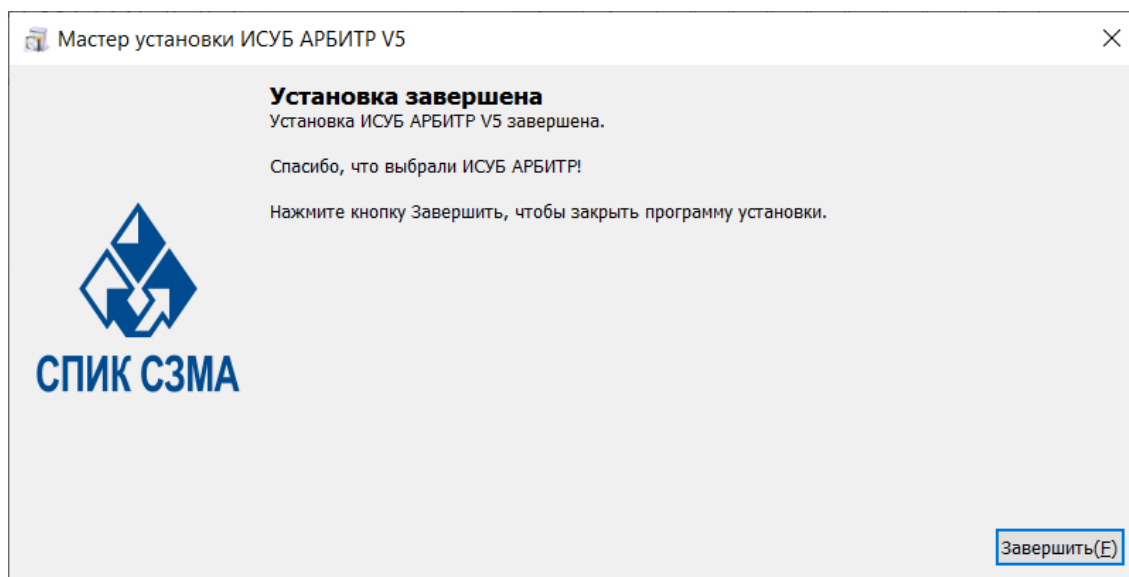 Мастер установки ИСУБ АРБИТР V5
Установка завершена
Установка ИСУБ АРБИТР V5 завершена.
Спасибо, что выбрали ИСУБ АРБИТР!
Нажмите кнопку Завершить, чтобы закрыть программу установки.
СПИК СЗМА
Завершить(F)